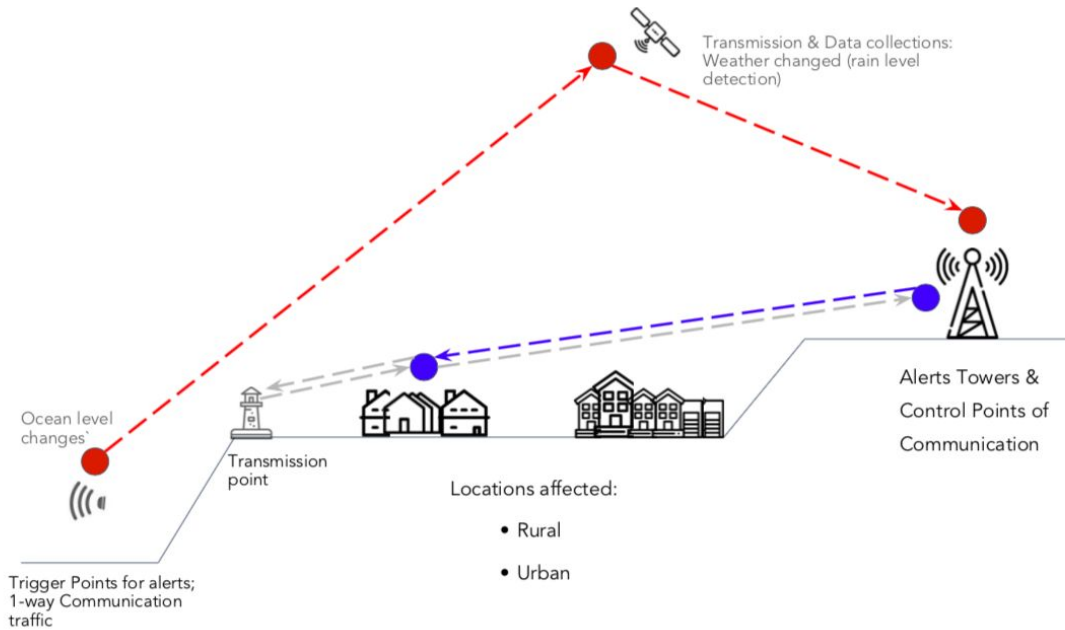 Transmission & Data collections:
Weather changed (rain level
detection)
Ocean level
changes`
Transmission
point
Alerts Towers &
Control Points of
Communication
Locations affected:
• Rural
• Urban
Trigger Points for alerts;
1-way Communication
traffic